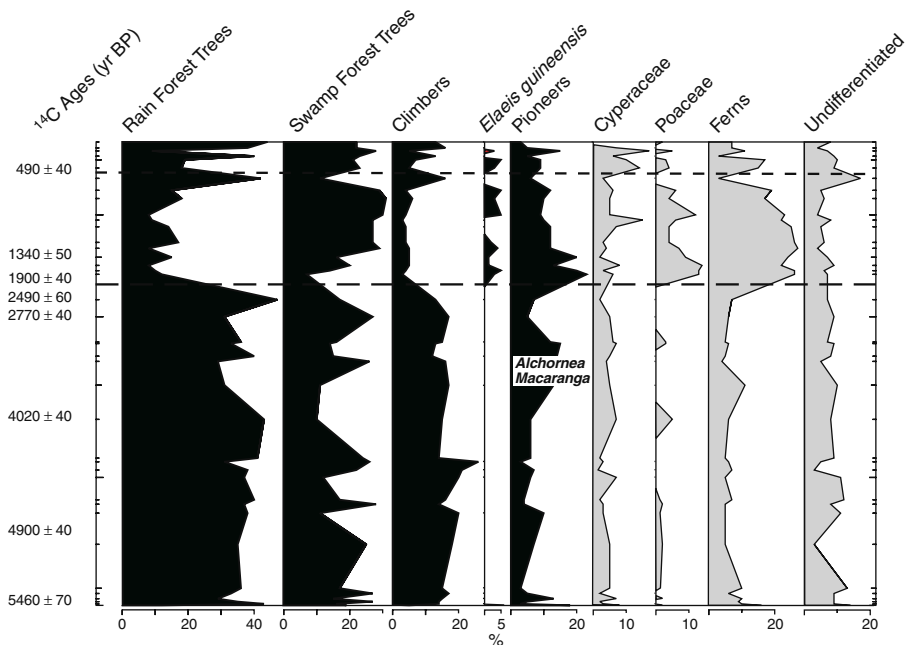 ¹⁴C Ages (yr BP)
Rain Forest Trees
Swamp Forest Trees
Climbers
Elaeis guineensis
Pioneers
Cyperaceae
Poaceae
Ferns
Undifferentiated
490 ± 40
1340 ± 50
1900 ± 40
2490 ± 60
2770 ± 40
4020 ± 40
4900 ± 40
5460 ± 70
Alchornea
Macaranga
0 20 40 0 20 0 20 5 0 20 10 10 20 20
%